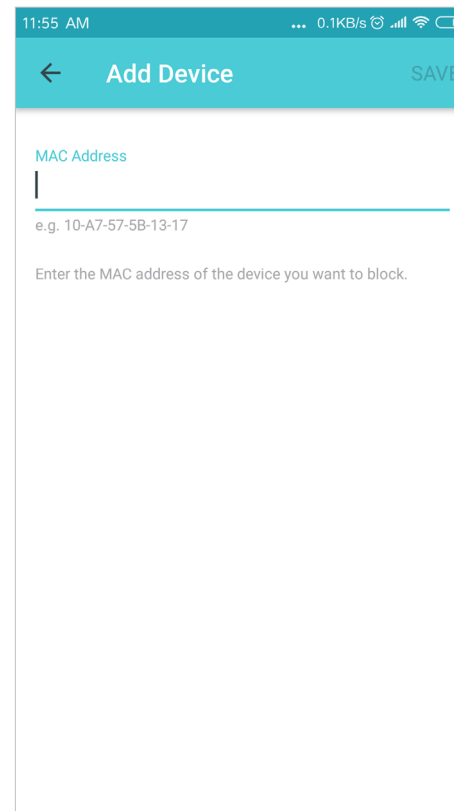 11:55 AM ... 0.1KB/s
Add Device SAVE
MAC Address
e.g. 10-A7-57-5B-13-17
Enter the MAC address of the device you want to block.